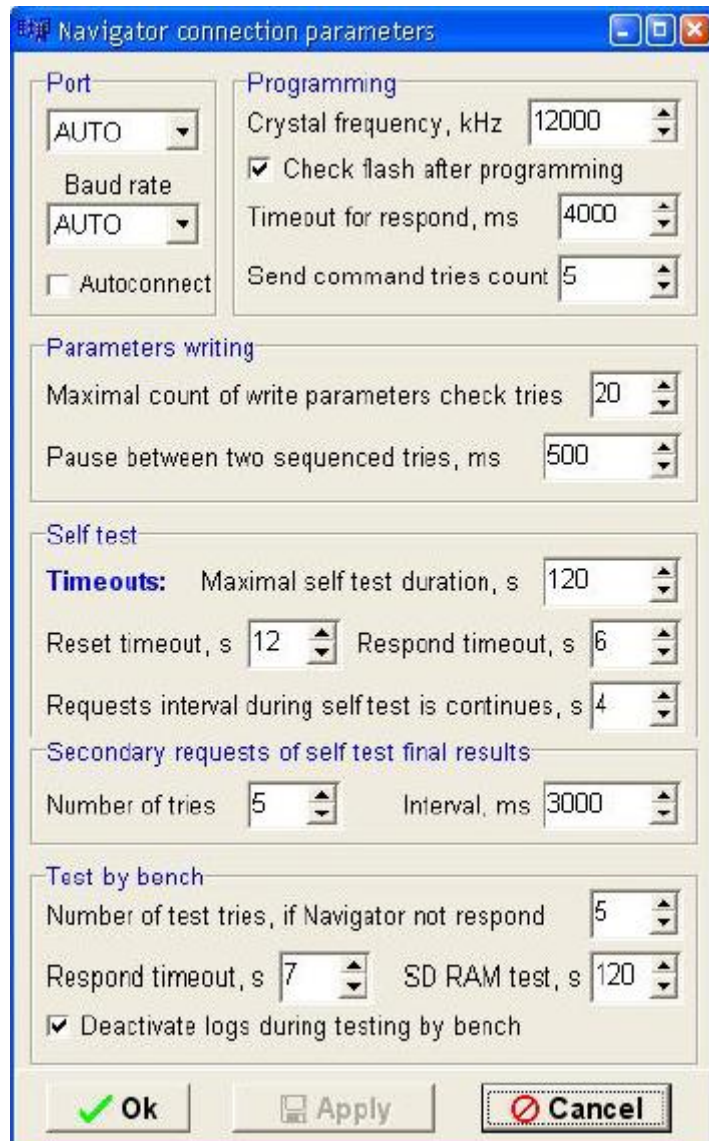 Navigator connection parameters
Port
AUTO
Baud rate
AUTO
Autoconnect
Programming
Crystal frequency, kHz 12000
Check flash after programming
Timeout for respond, ms 4000
Send command tries count 5
Parameters writing
Maximal count of write parameters check tries 20
Pause between two sequenced tries, ms 500
Self test
Timeouts: Maximal self test duration, s 120
Reset timeout, s 12 Respond timeout, s 6
Requests interval during self test is continues, s 4
Secondary requests of self test final results
Number of tries 5 Interval, ms 3000
Test by bench
Number of test tries, if Navigator not respond 5
Respond timeout, s 7 SD RAM test, s 120
Deactivate logs during testing by bench
Ok Apply Cancel